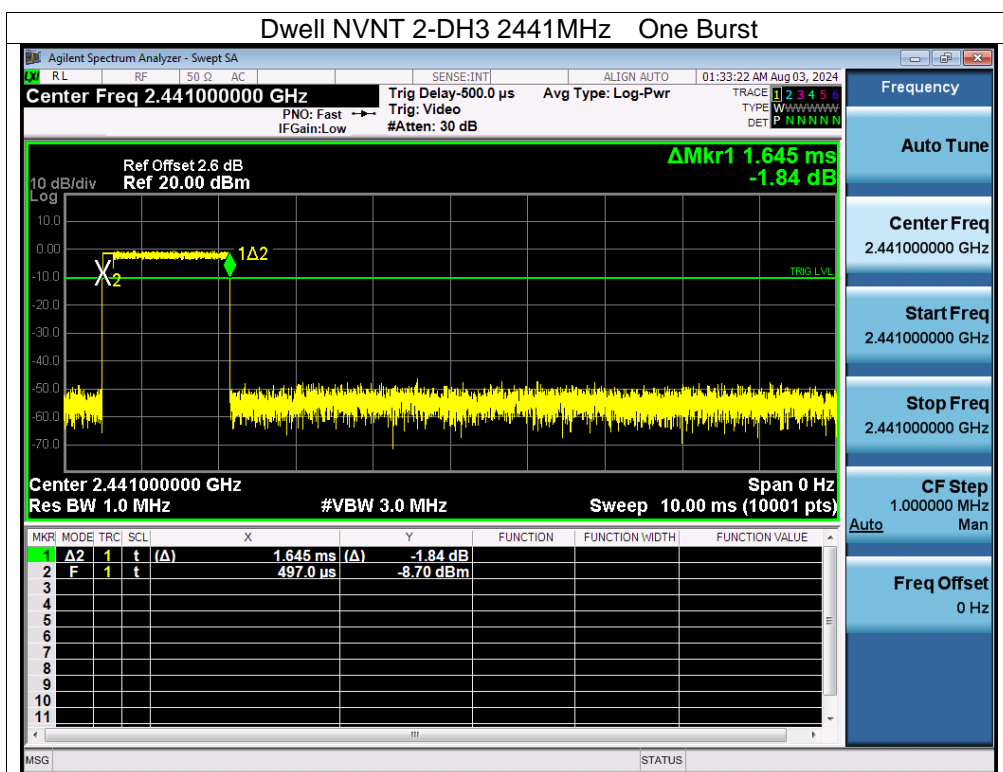 Dwell NVNT 2-DH3 2441MHz One Burst
Agilent Spectrum Analyzer - Swept SA
LXI RL RF 50 Ω AC SENSE:INT ALIGN AUTO 01:33:22 AM Aug 03, 2024
Center Freq 2.441000000 GHz
PNO: Fast
IFGain:Low
Trig Delay-500.0 µs
Trig: Video
#Atten: 30 dB
Avg Type: Log-Pwr
TRACE 1 2 3 4 5 6
TYPE WWWWWWW
DET P N N N N N
ΔMkr1 1.645 ms
-1.84 dB
Ref Offset 2.6 dB
10 dB/div Ref 20.00 dBm
Log
10.0
0.00
-10.0
-20.0
-30.0
-40.0
-50.0
-60.0
-70.0
1Δ2
X2
TRIG LVL
Center 2.441000000 GHz Span 0 Hz
Res BW 1.0 MHz #VBW 3.0 MHz Sweep 10.00 ms (10001 pts)
MKR MODE TRC SCL X Y FUNCTION FUNCTION WIDTH FUNCTION VALUE
1 Δ2 1 t (Δ) 1.645 ms (Δ) -1.84 dB
2 F 1 t 497.0 µs -8.70 dBm
3
4
5
6
7
8
9
10
11
MSG STATUS
Frequency
Auto Tune
Center Freq
2.441000000 GHz
Start Freq
2.441000000 GHz
Stop Freq
2.441000000 GHz
CF Step
1.000000 MHz
Auto Man
Freq Offset
0 Hz